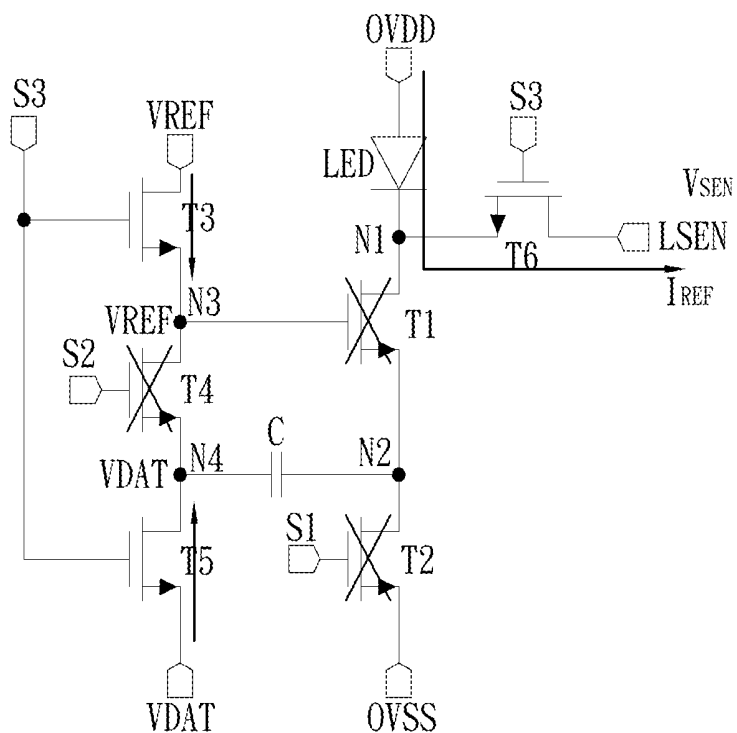 OVDD
S3
VREF
S3
LED
VSEN
T3
N1
LSEN
T6
N3
IREF
VREF
T1
S2
T4
C
N4
N2
VDAT
S1
T5
T2
VDAT
OVSS